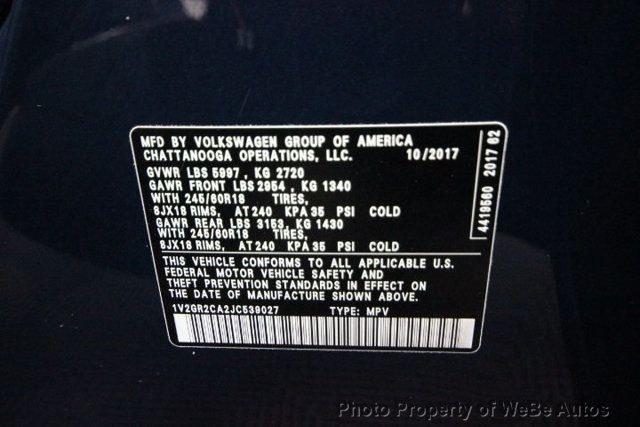 MFD BY VOLKSWAGEN GROUP OF AMERICA
CHATTANOOGA OPERATIONS, LLC. 10/2017
GVWR LBS 5997 , KG 2720
GAWR FRONT LBS 2954 , KG 1340
WITH 245/60R18 TIRES,
8JX18 RIMS, AT 240 KPA 35 PSI COLD
GAWR REAR LBS 3153, KG 1430
WITH 245/60R18 TIRES,
8JX18 RIMS, AT 240 KPA 35 PSI COLD
THIS VEHICLE CONFORMS TO ALL APPLICABLE U.S.
FEDERAL MOTOR VEHICLE SAFETY AND
THEFT PREVENTION STANDARDS IN EFFECT ON
THE DATE OF MANUFACTURE SHOWN ABOVE.
1V2GR2CA2JC539027 TYPE: MPV
4419560 2017 62
Photo Property of WeBe Autos